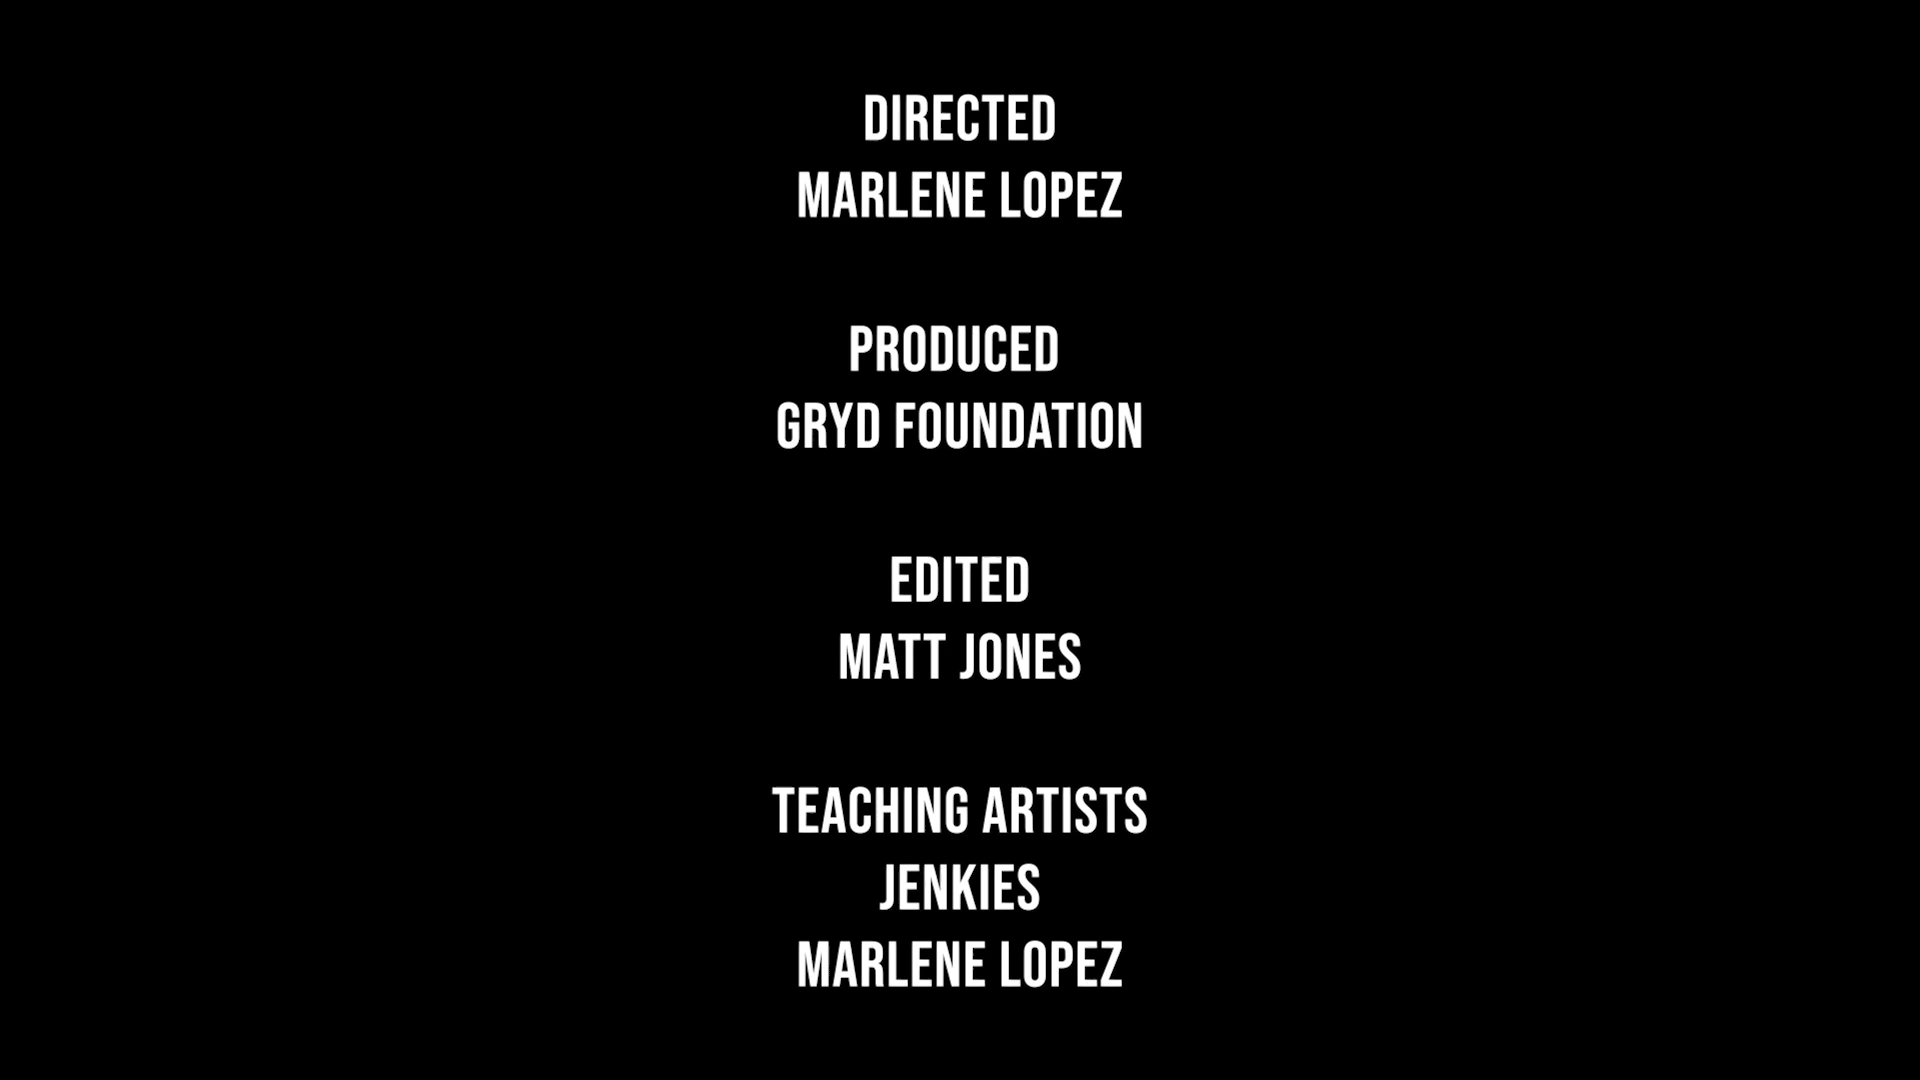 DIRECTED
MARLENE LOPEZ
PRODUCED
GRYD FOUNDATION
EDITED
MATT JONES
TEACHING ARTISTS
JENKIES
MARLENE LOPEZ